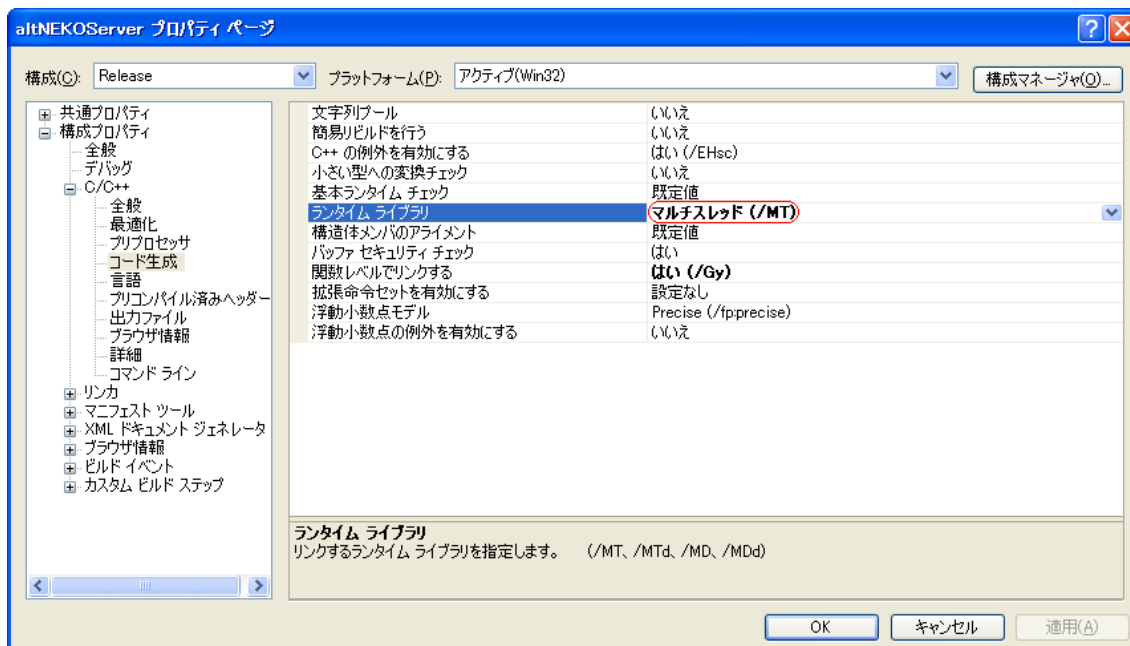 altNEKOServer プロパティ ページ
構成(C): Release プラットフォーム(P): アクティブ(Win32) 構成マネージャ(O)...
共通プロパティ
構成プロパティ
全般
デバッグ
C/C++
全般
最適化
プリプロセッサ
コード生成
言語
プリコンパイル済みヘッダー
出力ファイル
ブラウザ情報
詳細
コマンド ライン
リンカ
マニフェスト ツール
XML ドキュメント ジェネレータ
ブラウザ情報
ビルド イベント
カスタム ビルド ステップ
文字列プール いいえ
簡易リビルドを行う いいえ
C++ の例外を有効にする はい (/EHsc)
小さい型への変換チェック いいえ
基本ランタイム チェック 既定値
ランタイム ライブラリ マルチスレッド (/MT)
構造体メンバのアライメント 既定値
バッファ セキュリティ チェック はい
関数レベルでリンクする はい (/Gy)
拡張命令セットを有効にする 設定なし
浮動小数点モデル Precise (/fp:precise)
浮動小数点の例外を有効にする いいえ
ランタイム ライブラリ
リンクするランタイム ライブラリを指定します。 (/MT、/MTd、/MD、/MDd)
OK キャンセル 適用(A)